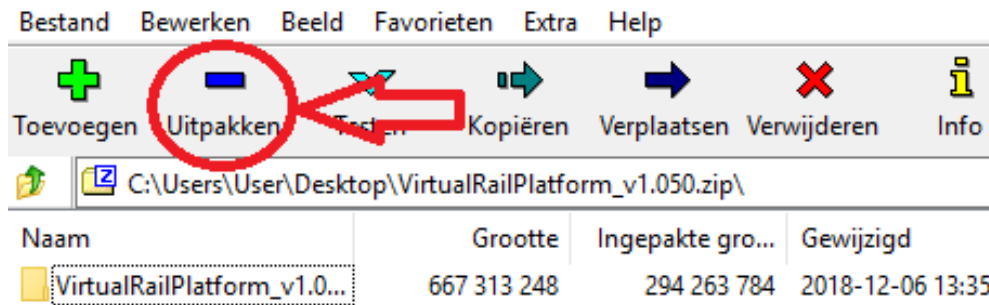 Bestand Bewerken Beeld Favorieten Extra Help
Toevoegen Uitpakken Testen Kopiëren Verplaatsen Verwijderen Info
C:\Users\User\Desktop\VirtualRailPlatform_v1.050.zip\
Naam Grootte Ingepakte gro... Gewijzigd
VirtualRailPlatform_v1.0... 667 313 248 294 263 784 2018-12-06 13:35